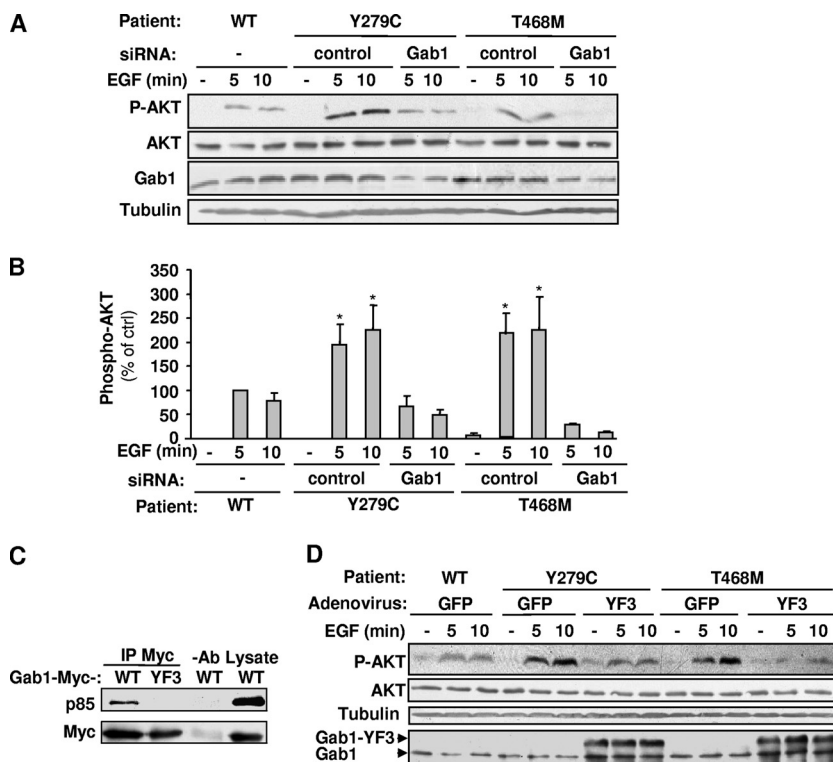 A
Patient: WT Y279C T468M
siRNA: - control Gab1 control Gab1
EGF (min) - 5 10 - 5 10 5 10 - 5 10 5 10
P-AKT
AKT
Gab1
Tubulin
B
Phospho-AKT
(% of ctrl)
350
300
250
200
150
100
50
0
* * * *
EGF (min) - 5 10 - 5 10 5 10 - 5 10 5 10
siRNA: - control Gab1 control Gab1
Patient: WT Y279C T468M
C
IP Myc -Ab Lysate
Gab1-Myc-: WT YF3 WT WT
p85
Myc
D
Patient: WT Y279C T468M
Adenovirus: GFP GFP YF3 GFP YF3
EGF (min) - 5 10 - 5 10 - 5 10 - 5 10 - 5 10
P-AKT
AKT
Tubulin
Gab1-YF3
Gab1